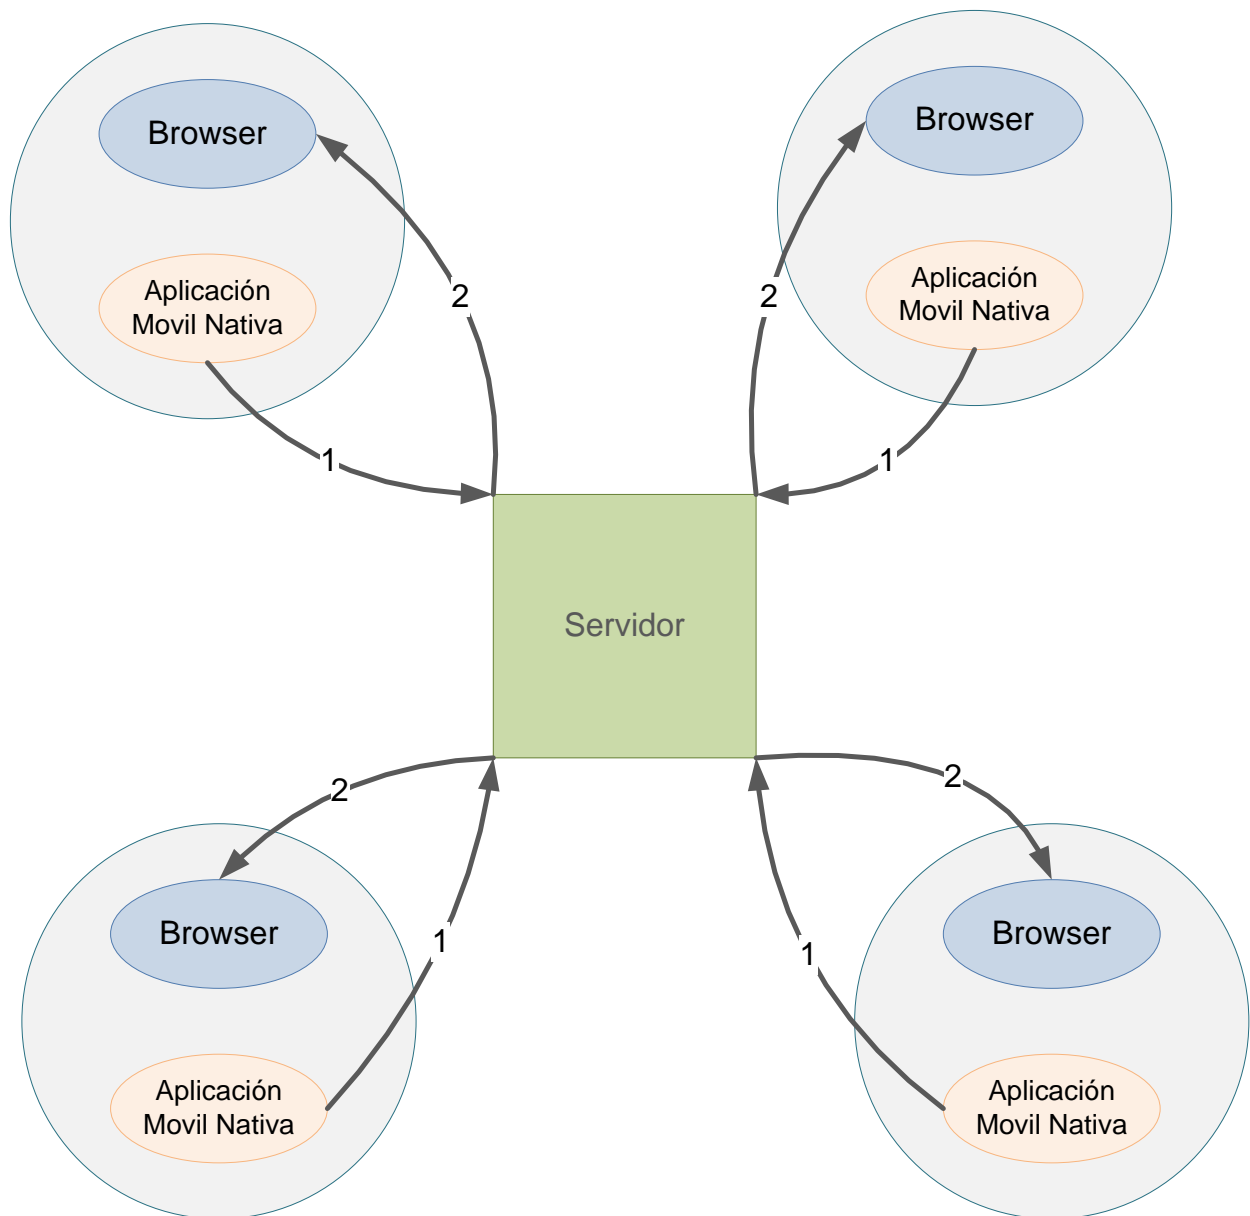 Browser
Aplicación
Movil Nativa
2
1
Browser
Aplicación
Movil Nativa
2
1
Servidor
2
Browser
1
Aplicación
Movil Nativa
2
Browser
1
Aplicación
Movil Nativa